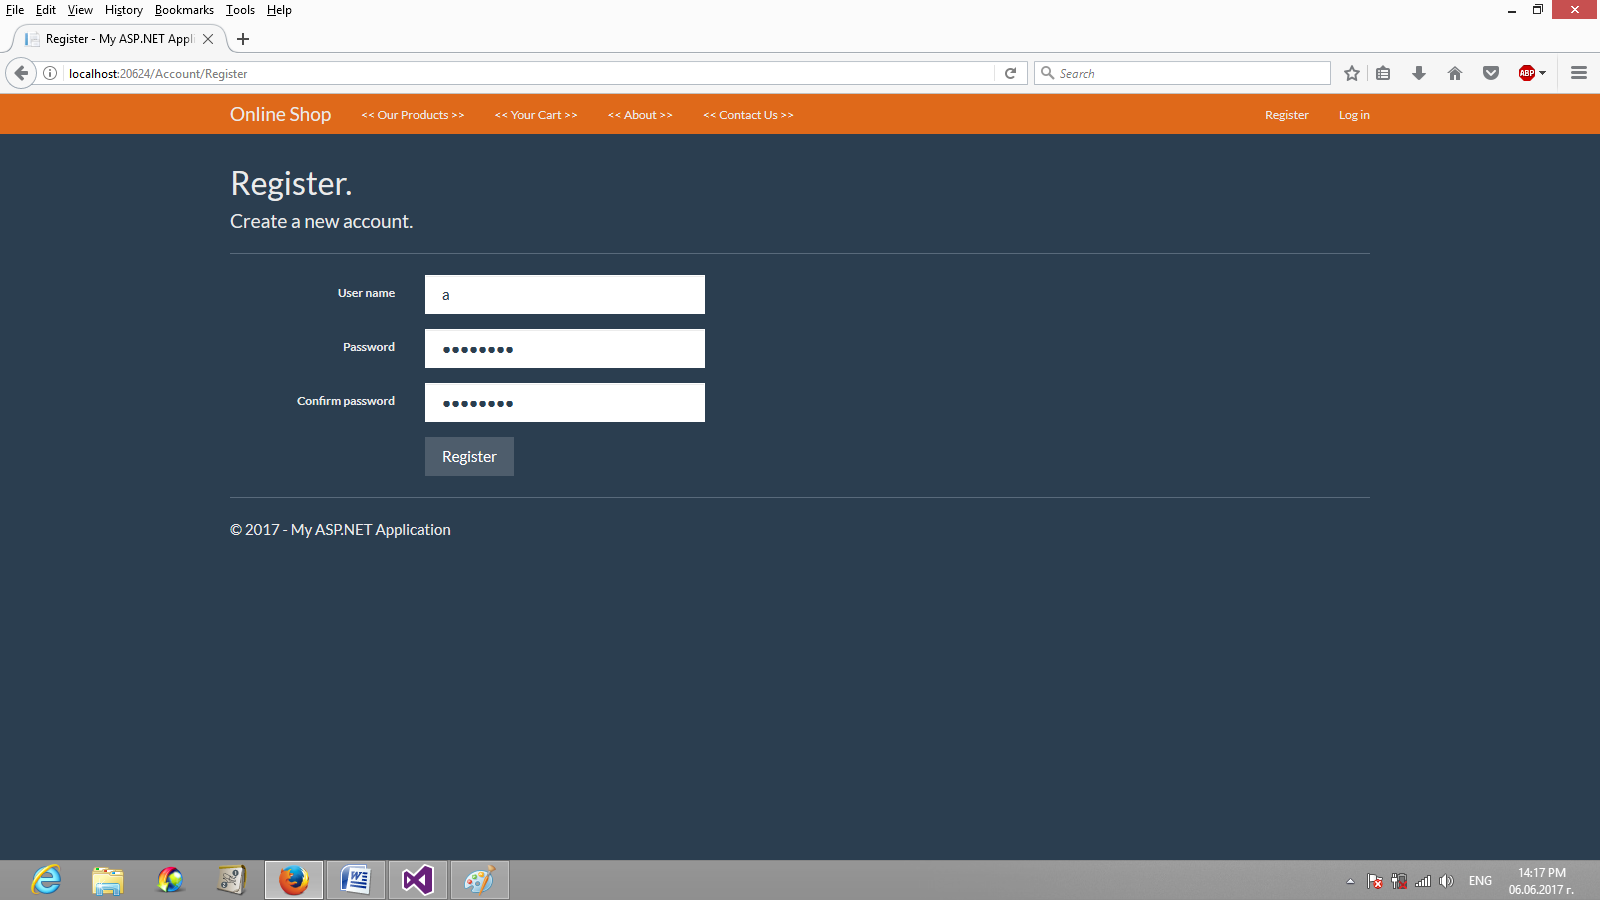 File Edit View History Bookmarks Tools Help
Register - My ASP.NET Appli
localhost:20624/Account/Register
Search
ABP
Online Shop << Our Products >> << Your Cart >> << About >> << Contact Us >> Register Log in
Register.
Create a new account.
User name a
Password ••••••••
Confirm password ••••••••
Register
© 2017 - My ASP.NET Application
ENG
14:17 PM
06.06.2017 г.